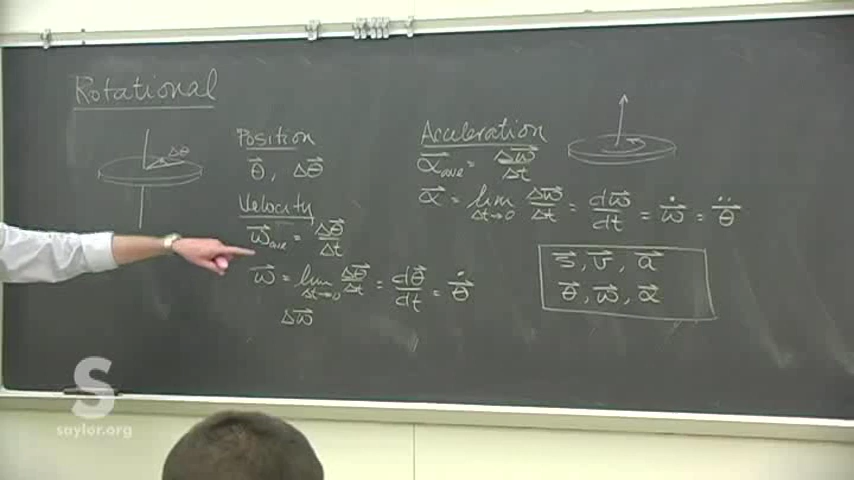 Rotational
Δθ
Position
θ⃗, Δθ⃗
Velocity
ω⃗ave = Δθ⃗/Δt
ω⃗ = lim Δt→0 Δθ⃗/Δt = dθ⃗/dt = θ̇⃗
Δω⃗
Acceleration
α⃗ave = Δω⃗/Δt
α⃗ = lim Δt→0 Δω⃗/Δt = dω⃗/dt = ω̇⃗ = θ̈⃗
s⃗, v⃗, a⃗
θ⃗, ω⃗, α⃗
S
saylor.org